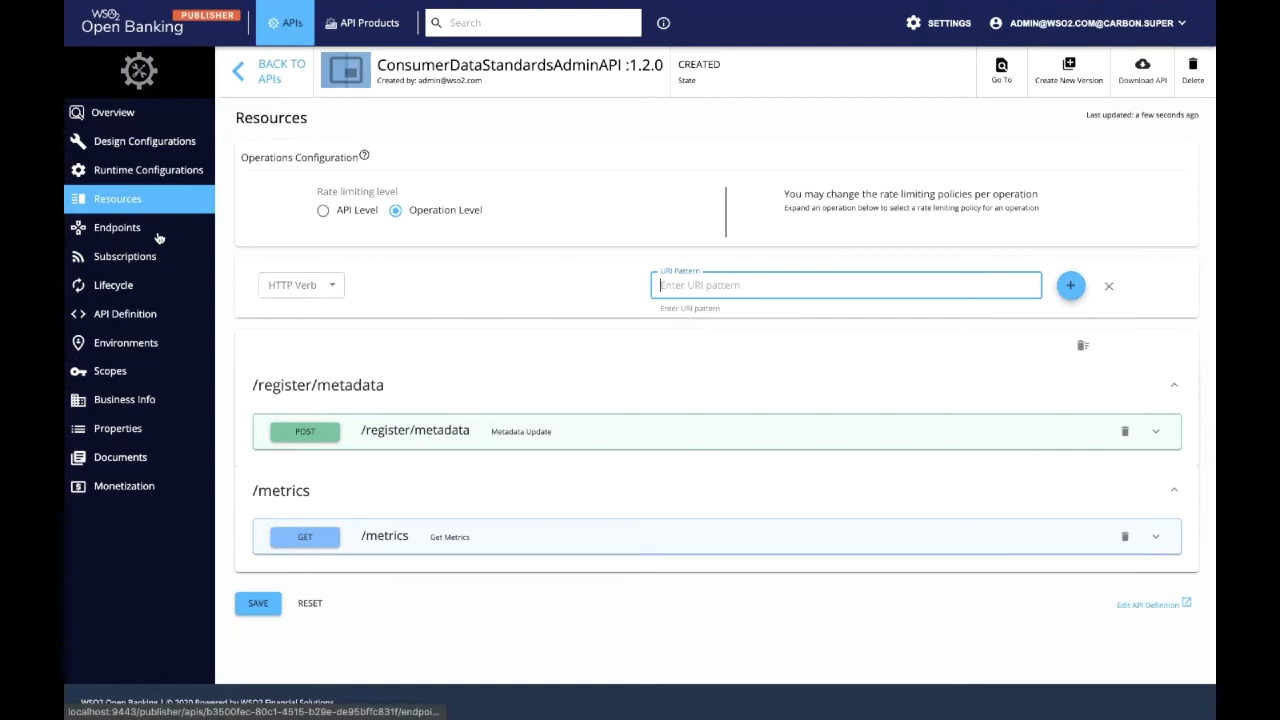 WSO2 Open Banking PUBLISHER
APIs
API Products
Search
SETTINGS
ADMIN@WSO2.COM@CARBON.SUPER
BACK TO APIs
ConsumerDataStandardsAdminAPI :1.2.0
Created by: admin@wso2.com
CREATED
State
Go To
Create New Version
Download API
Delete
Overview
Design Configurations
Runtime Configurations
Resources
Endpoints
Subscriptions
Lifecycle
API Definition
Environments
Scopes
Business Info
Properties
Documents
Monetization
Resources
Last updated: a few seconds ago
Operations Configuration
Rate limiting level
API Level
Operation Level
You may change the rate limiting policies per operation
Expand an operation below to select a rate limiting policy for an operation
HTTP Verb
URI Pattern
Enter URI pattern
Enter URI pattern
/register/metadata
POST /register/metadata Metadata Update
/metrics
GET /metrics Get Metrics
SAVE
RESET
Edit API Definition
WSO2 Open Banking | © 2020 Powered by WSO2 Financial Solutions
localhost:9443/publisher/apis/b3500fec-80c1-4515-b29e-de95bffc831f/endpoi...